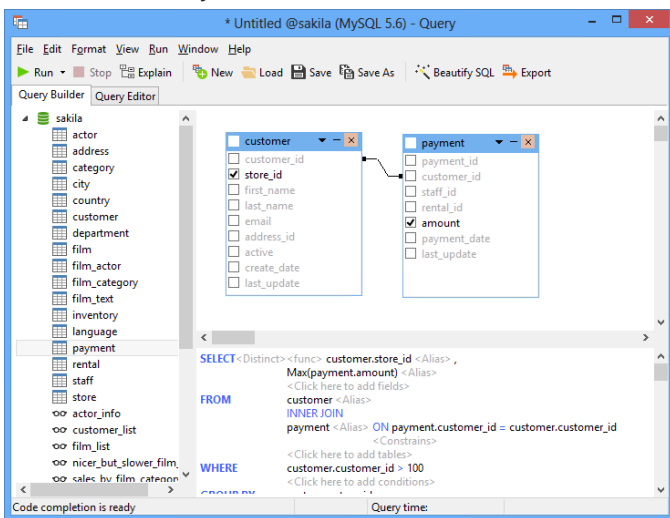 * Untitled @sakila (MySQL 5.6) - Query
File Edit Format View Run Window Help
Run Stop Explain New Load Save Save As Beautify SQL Export
Query Builder Query Editor
sakila
actor
address
category
city
country
customer
department
film
film_actor
film_category
film_text
inventory
language
payment
rental
staff
store
actor_info
customer_list
film_list
nicer_but_slower_film_
sales_by_film_categor
customer
customer_id
store_id
first_name
last_name
email
address_id
active
create_date
last_update
payment
payment_id
customer_id
staff_id
rental_id
amount
payment_date
last_update
SELECT <Distinct> <func> customer.store_id <Alias> ,
Max(payment.amount) <Alias>
<Click here to add fields>
FROM customer <Alias>
INNER JOIN
payment <Alias> ON payment.customer_id = customer.customer_id
<Constrains>
<Click here to add tables>
WHERE customer.customer_id > 100
<Click here to add conditions>
GROUP BY
Code completion is ready Query time: